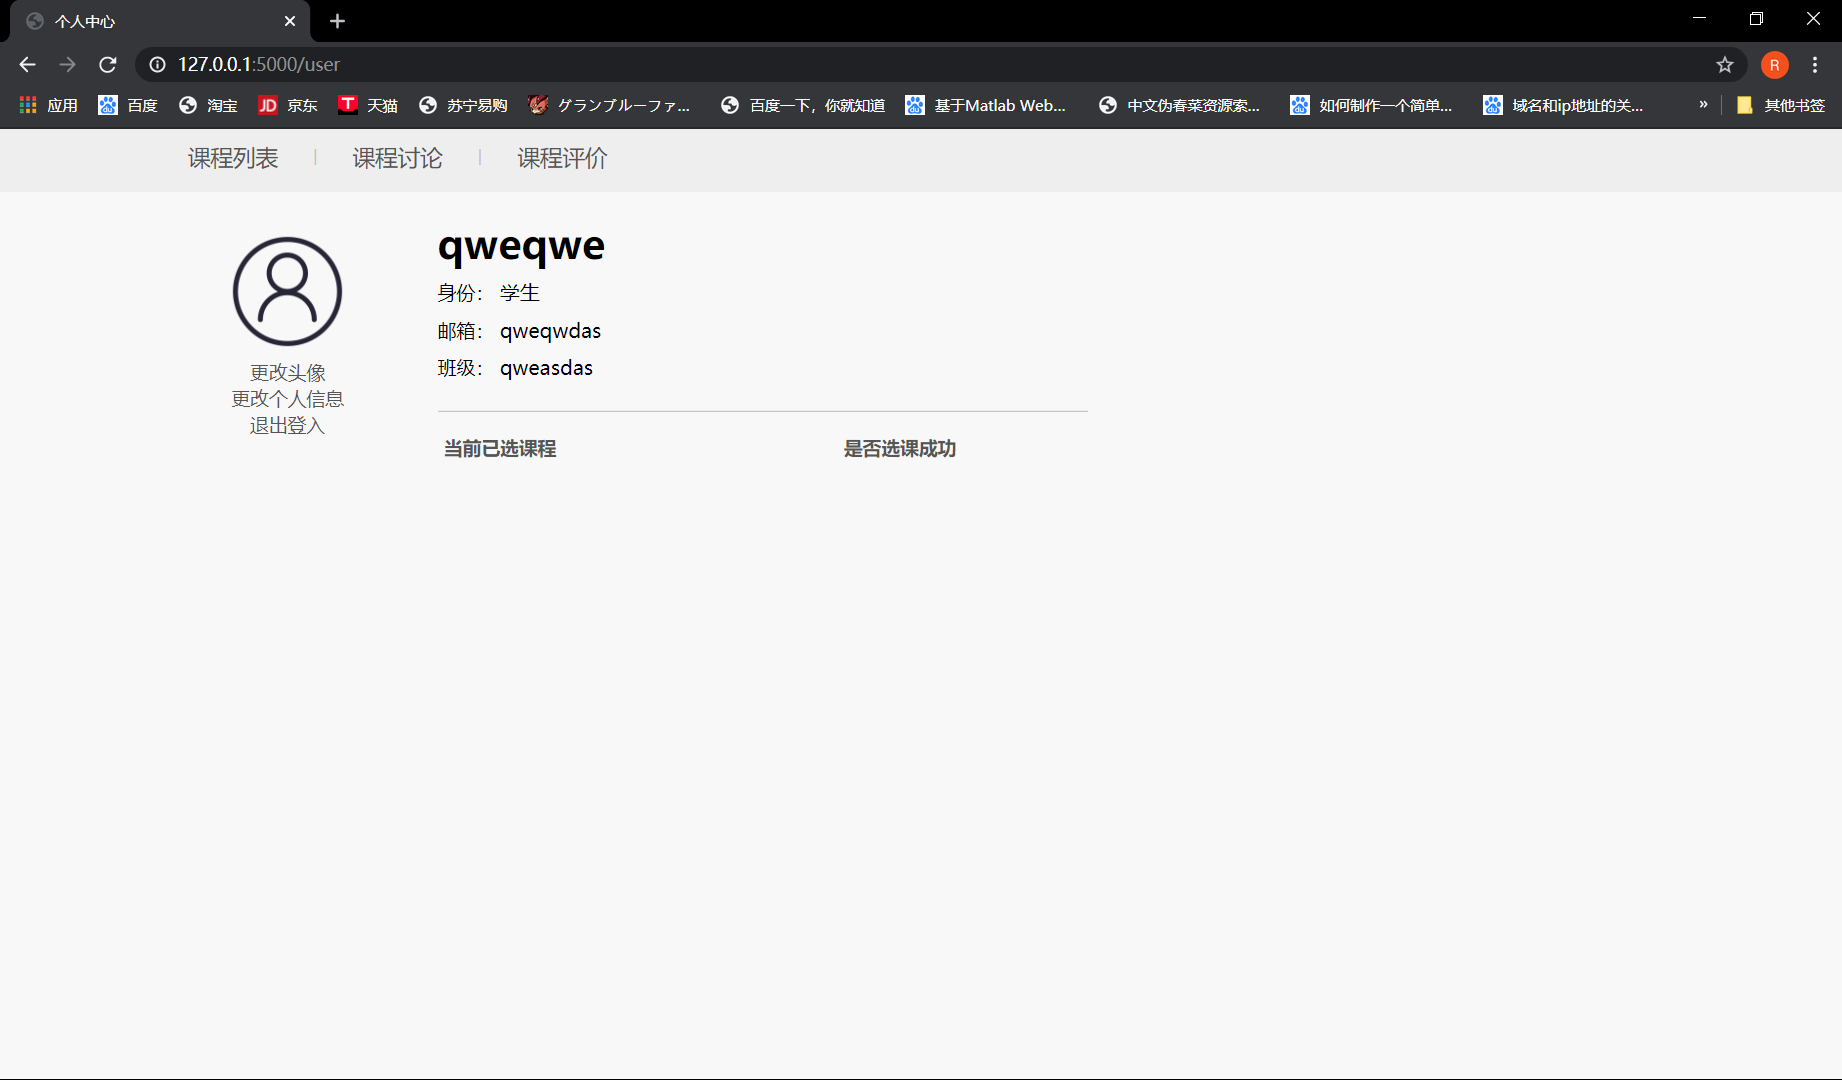 个人中心
127.0.0.1:5000/user
R
应用 百度 淘宝 JD 京东 T 天猫 苏宁易购 グランブルーファ... 百度一下，你就知道 基于Matlab Web... 中文伪春菜资源索... 如何制作一个简单... 域名和ip地址的关... » 其他书签
课程列表 | 课程讨论 | 课程评价
qweqwe
身份： 学生
邮箱： qweqwdas
班级： qweasdas
更改头像
更改个人信息
退出登入
当前已选课程 是否选课成功